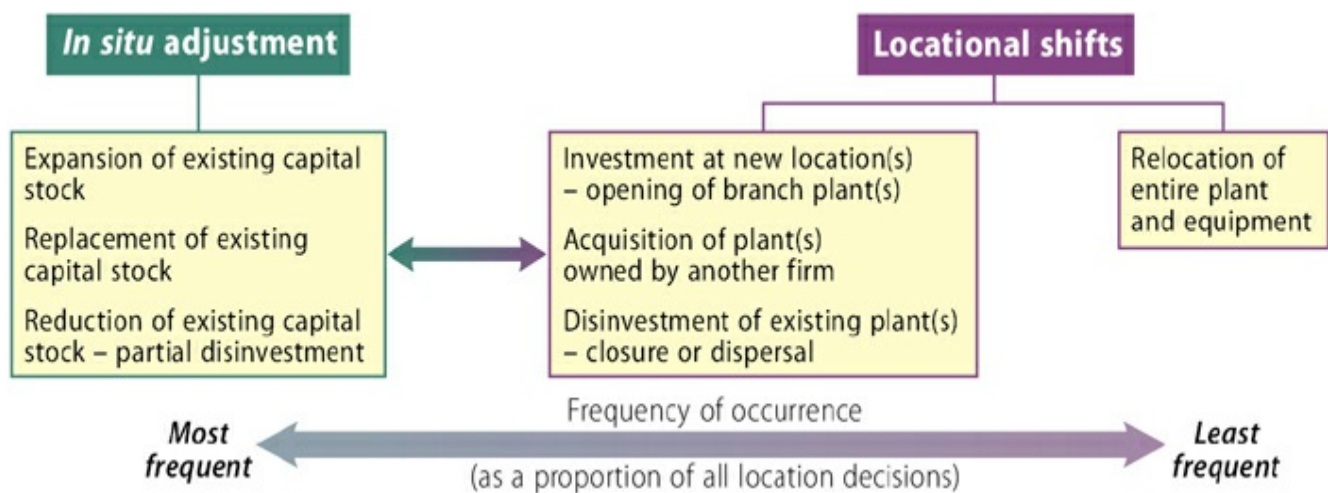 In situ adjustment
Locational shifts
Expansion of existing capital
stock
Replacement of existing
capital stock
Reduction of existing capital
stock – partial disinvestment
Investment at new location(s)
– opening of branch plant(s)
Acquisition of plant(s)
owned by another firm
Disinvestment of existing plant(s)
– closure or dispersal
Relocation of
entire plant
and equipment
Most
frequent
Frequency of occurrence
(as a proportion of all location decisions)
Least
frequent